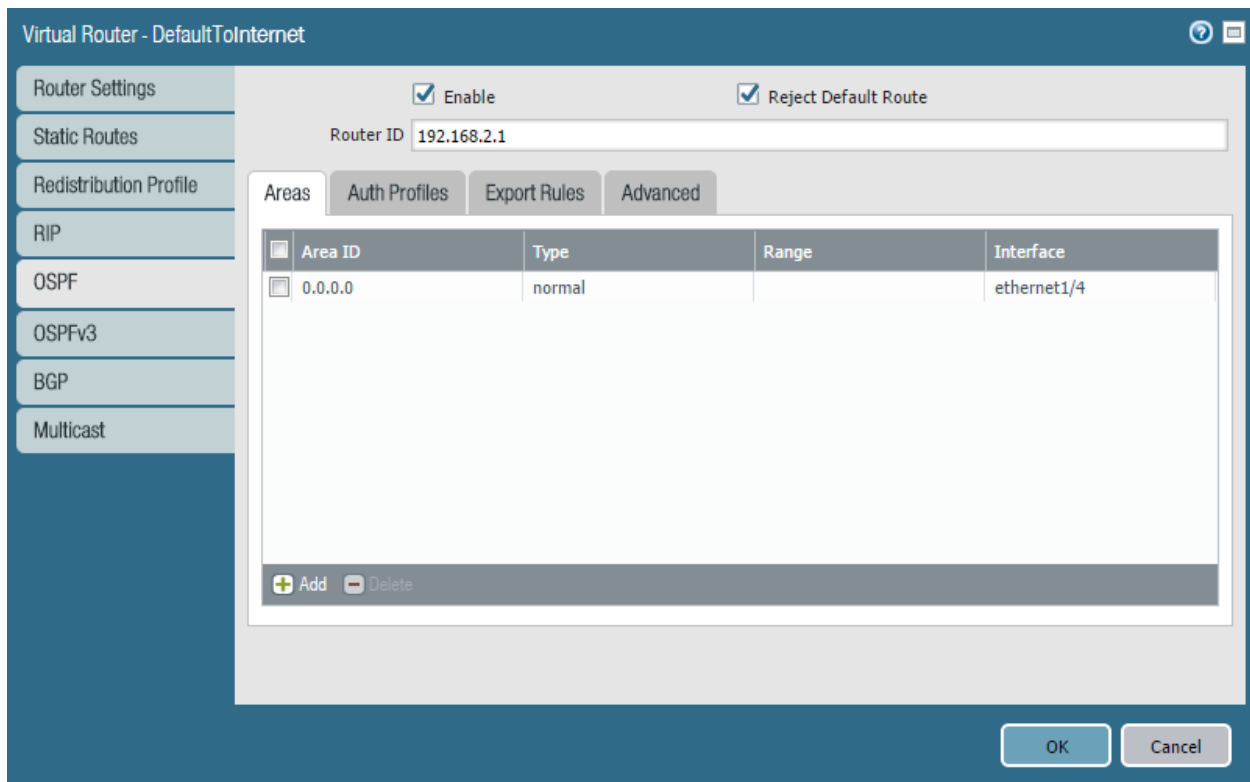 Virtual Router - DefaultToInternet
Router Settings
Static Routes
Redistribution Profile
RIP
OSPF
OSPFv3
BGP
Multicast
Enable Reject Default Route
Router ID 192.168.2.1
Areas Auth Profiles Export Rules Advanced
Area ID Type Range Interface
0.0.0.0 normal ethernet1/4
Add Delete
OK Cancel